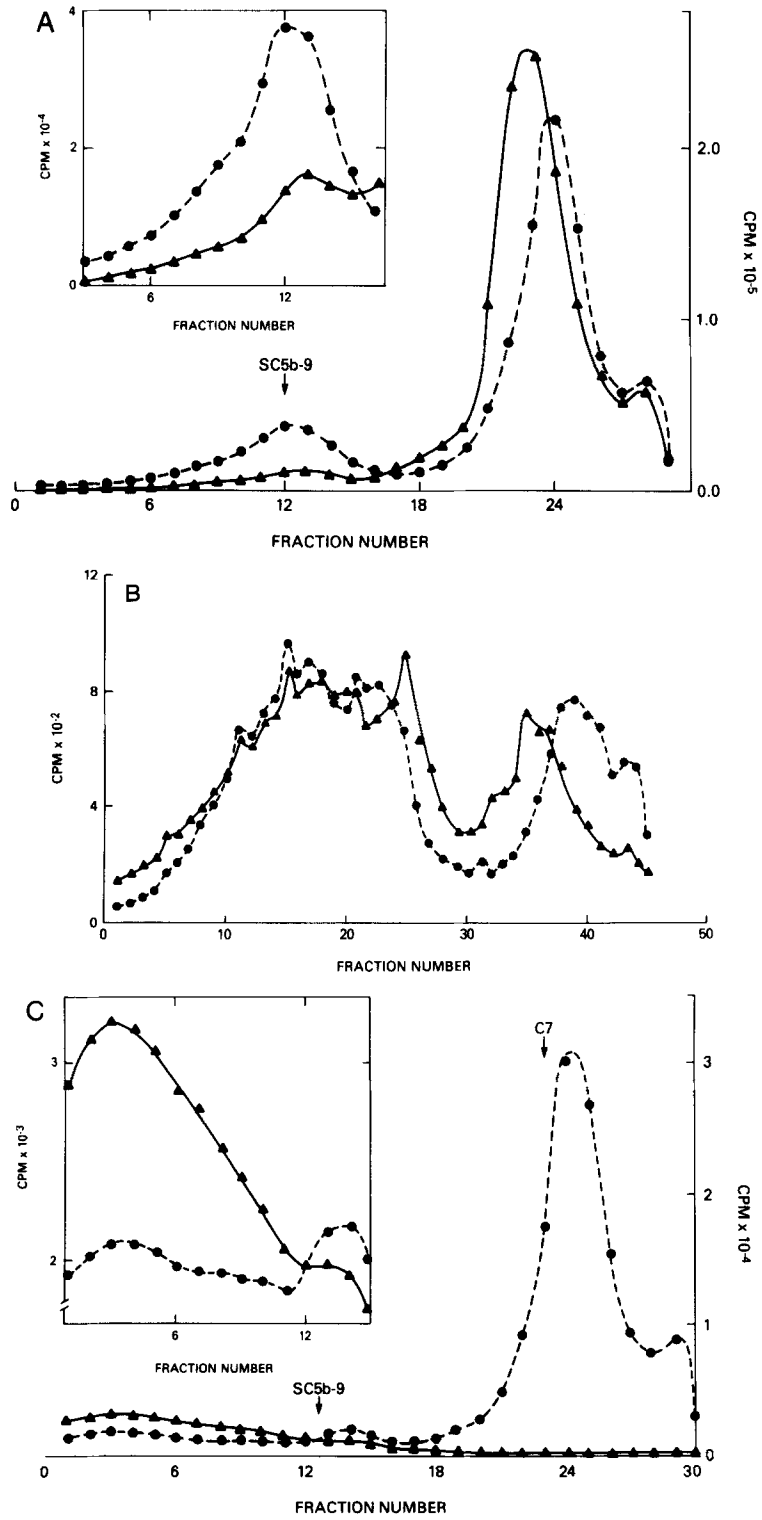 A
4
2
0
CPM x 10-4
6
12
FRACTION NUMBER
2.0
1.0
0.0
CPM x 10-5
SC5b-9
0
6
12
18
24
FRACTION NUMBER
B
12
8
4
0
CPM x 10-2
0
10
20
30
40
50
FRACTION NUMBER
C
3
2
CPM x 10-3
6
12
FRACTION NUMBER
C7
3
2
1
0
CPM x 10-4
SC5b-9
0
6
12
18
24
30
FRACTION NUMBER